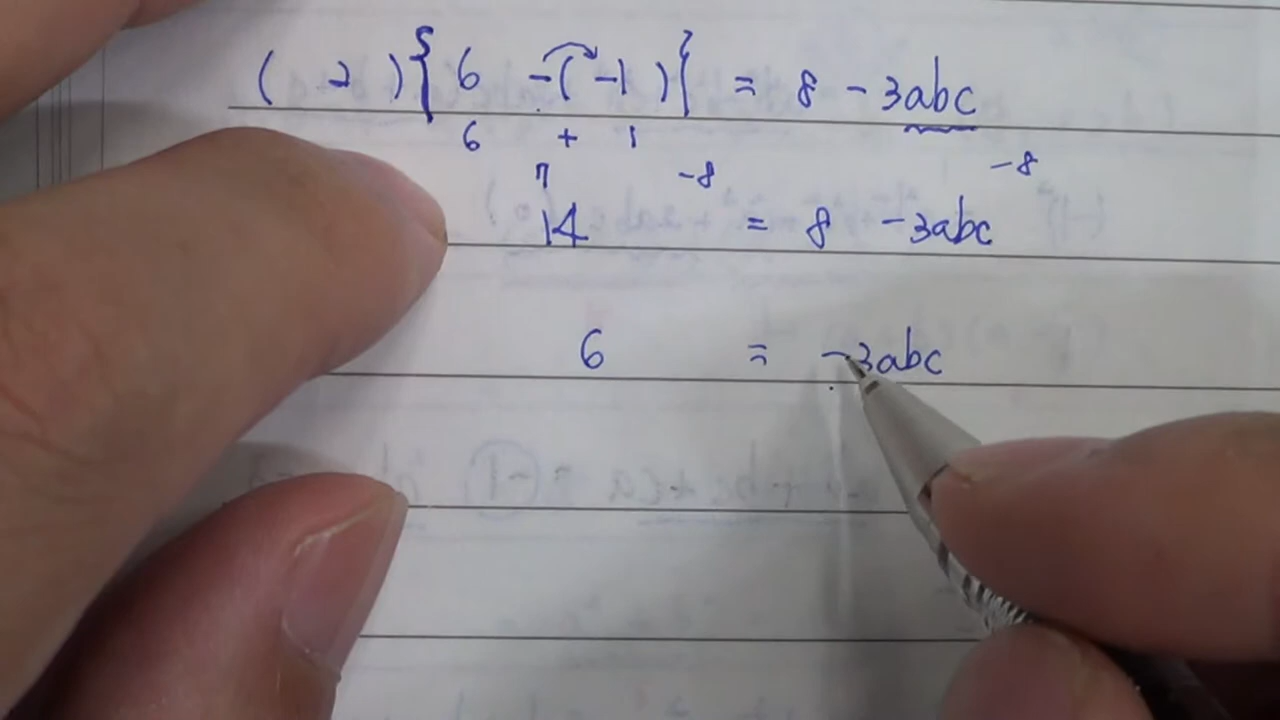 ( 2 ) { 6 -( -1 ) } = 8 - 3abc
6 + 1
7 -8 -8
14 = 8 -3abc
6 = -3abc